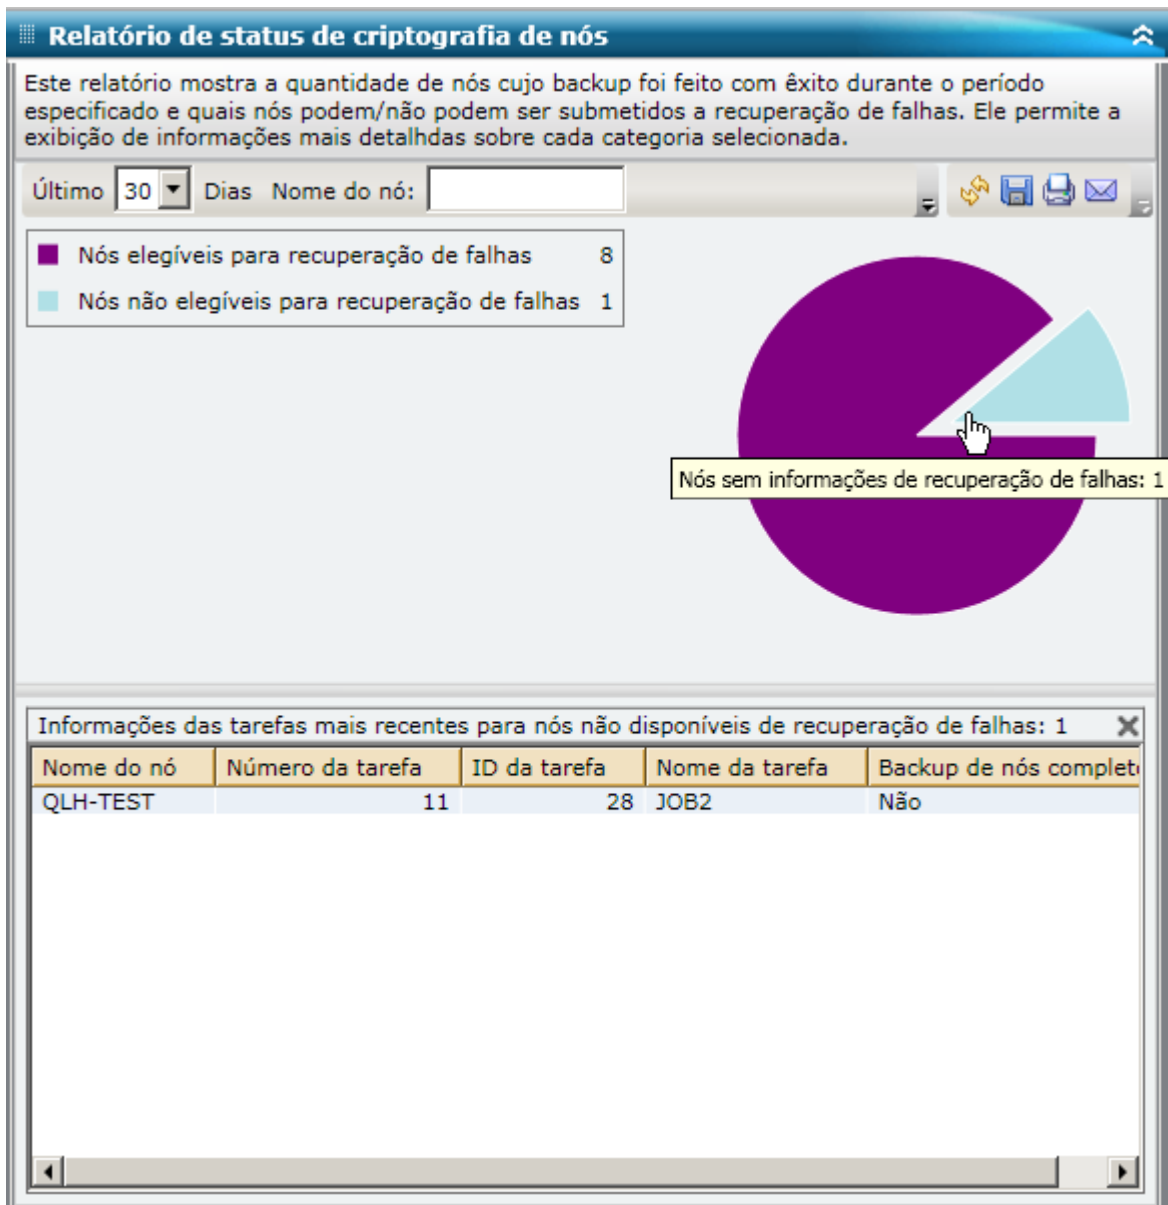 Relatório de status de criptografia de nós
Este relatório mostra a quantidade de nós cujo backup foi feito com êxito durante o período
especificado e quais nós podem/não podem ser submetidos a recuperação de falhas. Ele permite a
exibição de informações mais detalhdas sobre cada categoria selecionada.
Último 30 Dias Nome do nó:
Nós elegíveis para recuperação de falhas 8
Nós não elegíveis para recuperação de falhas 1
Nós sem informações de recuperação de falhas: 1
Informações das tarefas mais recentes para nós não disponíveis de recuperação de falhas: 1
Nome do nó Número da tarefa ID da tarefa Nome da tarefa Backup de nós complet
QLH-TEST 11 28 JOB2 Não